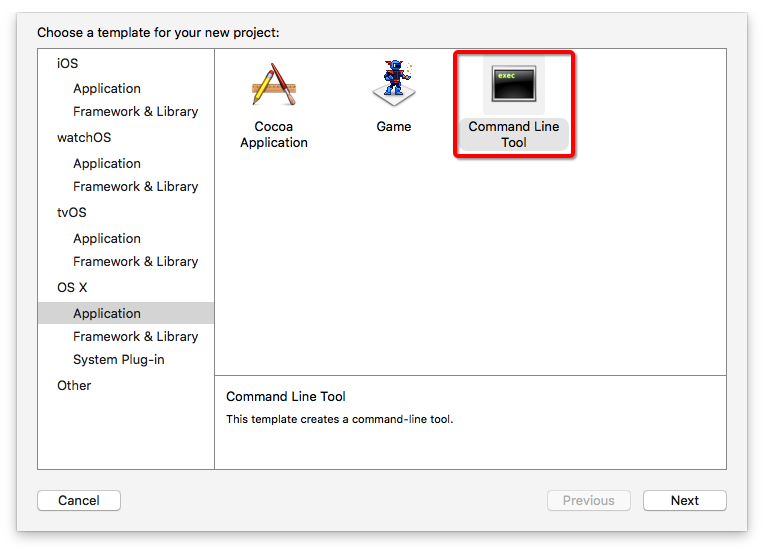 Choose a template for your new project:
iOS
Application
Framework & Library
watchOS
Application
Framework & Library
tvOS
Application
Framework & Library
OS X
Application
Framework & Library
System Plug-in
Other
Cocoa
Application
Game
exec
Command Line
Tool
Command Line Tool
This template creates a command-line tool.
Cancel
Previous
Next